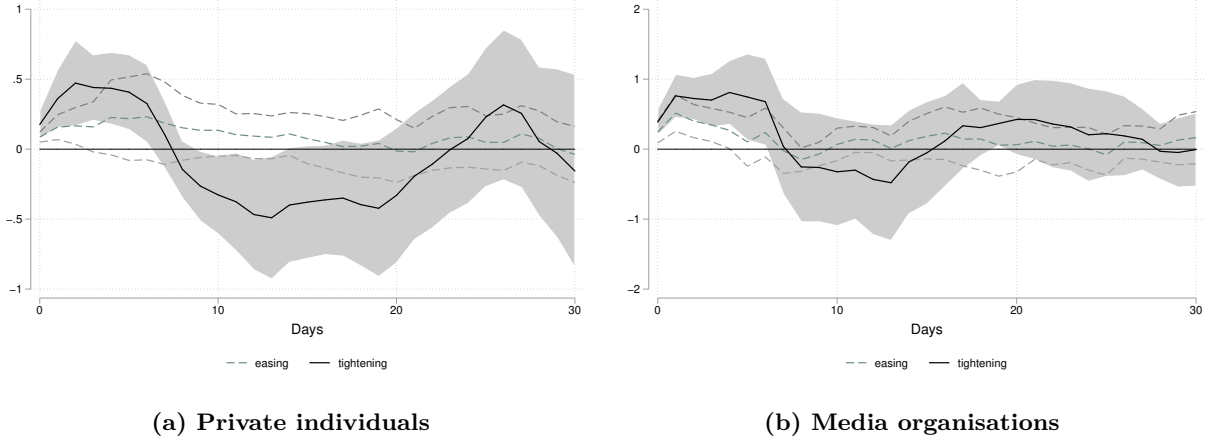 1
.5
0
−.5
−1
0
10
20
30
Days
easing
tightening
(a) Private individuals
2
1
0
−1
−2
0
10
20
30
Days
easing
tightening
(b) Media organisations